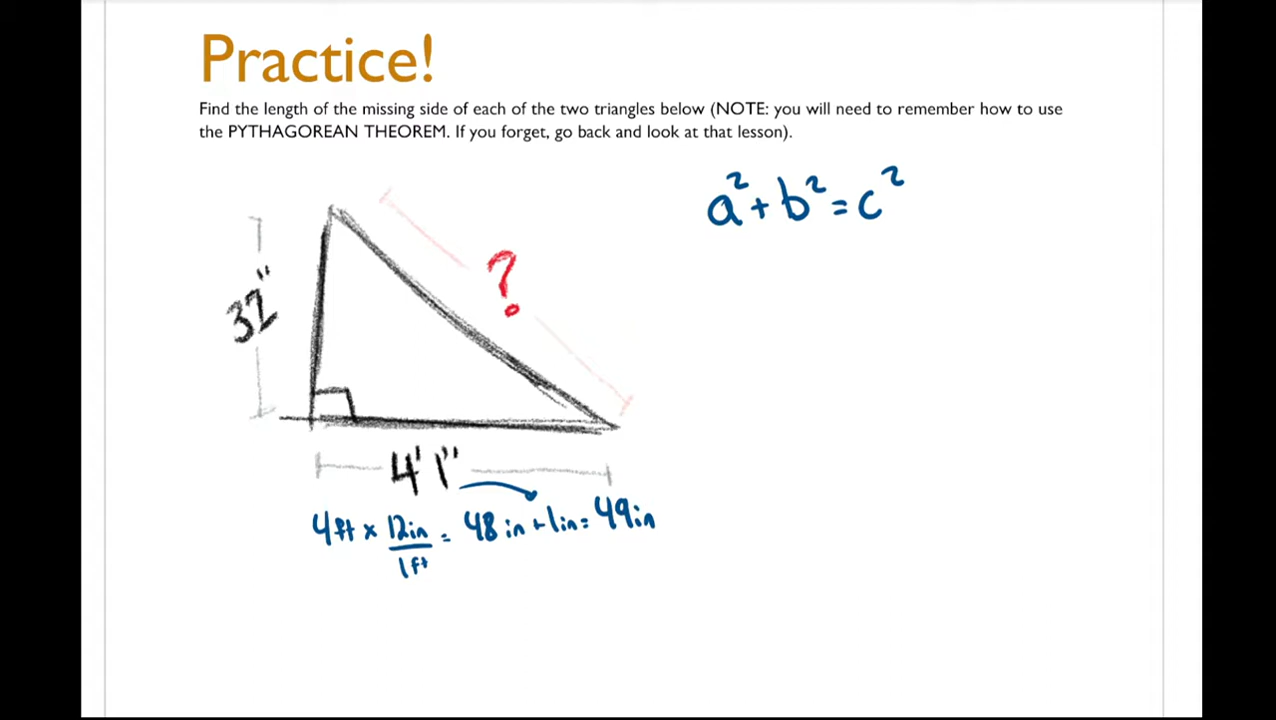 Practice!
Find the length of the missing side of each of the two triangles below (NOTE: you will need to remember how to use
the PYTHAGOREAN THEOREM. If you forget, go back and look at that lesson).
a² + b² = c²
?
32"
4' 1"
4ft x 12in/1ft = 48in + 1in = 49in